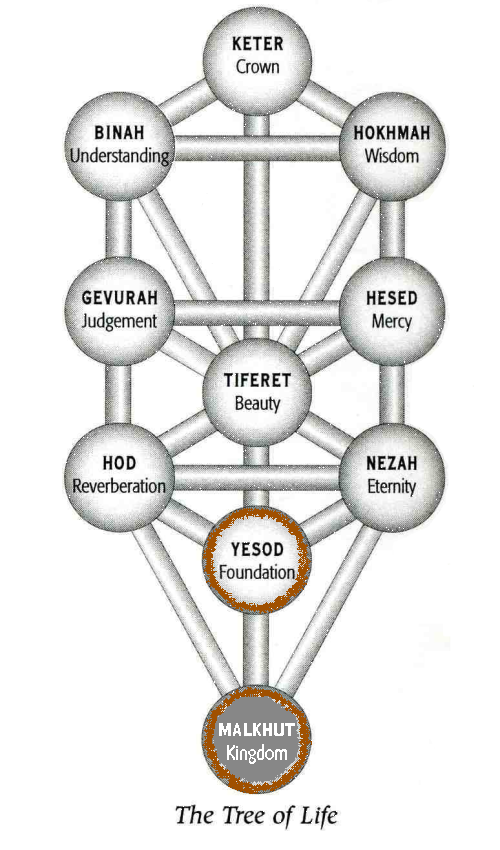 KETER
Crown
BINAH
Understanding
HOKHMAH
Wisdom
GEVURAH
Judgement
HESED
Mercy
TIFERET
Beauty
HOD
Reverberation
NEZAH
Eternity
YESOD
Foundation
MALKHUT
Kingdom
The Tree of Life